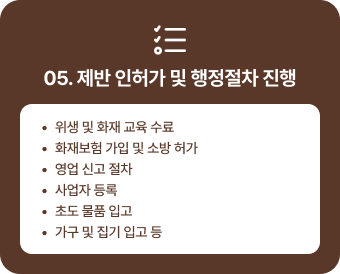 05. 제반 인허가 및 행정절차 진행
• 위생 및 화재 교육 수료
• 화재보험 가입 및 소방 허가
• 영업 신고 절차
• 사업자 등록
• 초도 물품 입고
• 가구 및 집기 입고 등